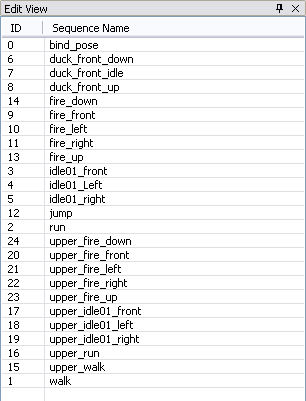 Edit View
ID Sequence Name
0 bind_pose
6 duck_front_down
7 duck_front_idle
8 duck_front_up
14 fire_down
9 fire_front
10 fire_left
11 fire_right
13 fire_up
3 idle01_front
4 idle01_Left
5 idle01_right
12 jump
2 run
24 upper_fire_down
20 upper_fire_front
21 upper_fire_left
22 upper_fire_right
23 upper_fire_up
17 upper_idle01_front
18 upper_idle01_left
19 upper_idle01_right
16 upper_run
15 upper_walk
1 walk